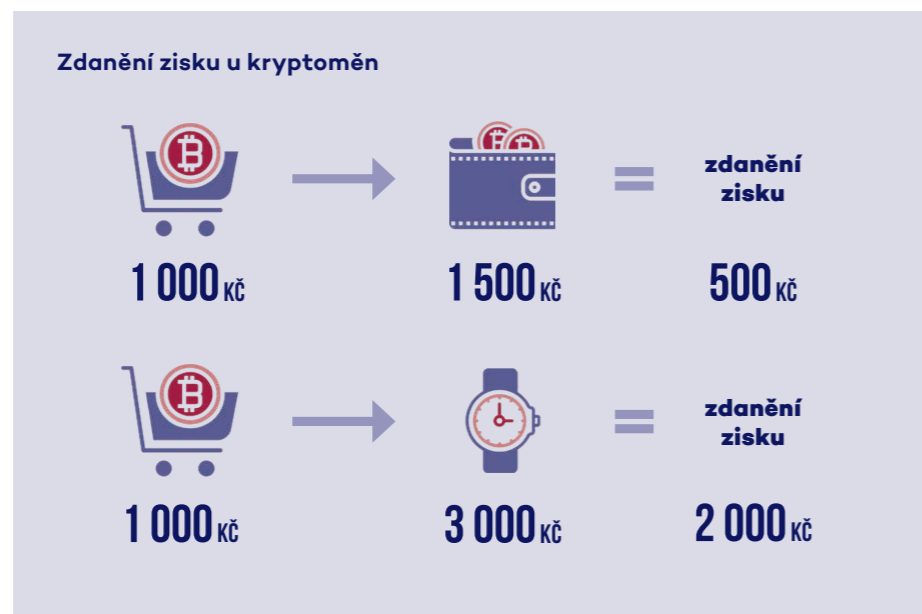 Zdanění zisku u kryptoměn
zdanění
zisku
1 000 KČ
1 500 KČ
500 KČ
zdanění
zisku
1 000 KČ
3 000 KČ
2 000 KČ